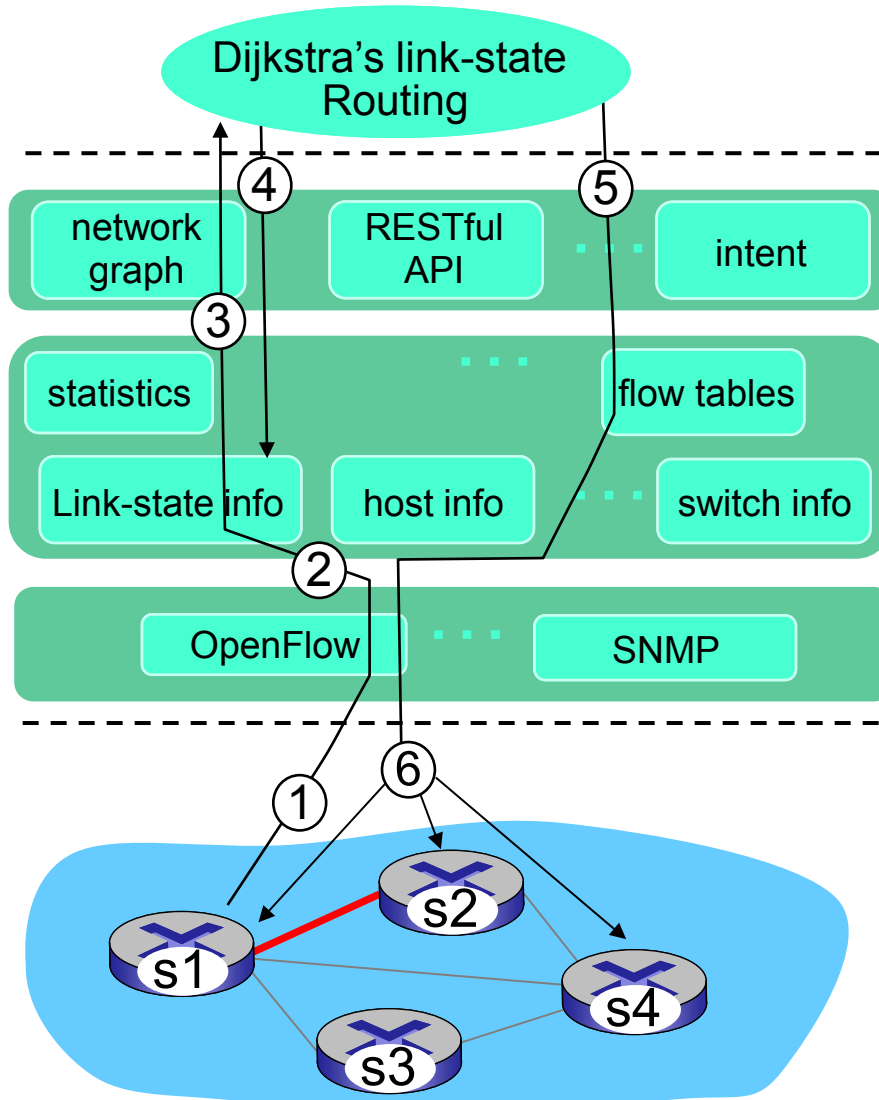 Dijkstra's link-state
Routing
4
5
network
graph
RESTful
API
. . .
intent
3
statistics
. . .
flow tables
Link-state info
host info
. . .
switch info
2
OpenFlow
. . .
SNMP
1
6
s2
s1
s4
s3